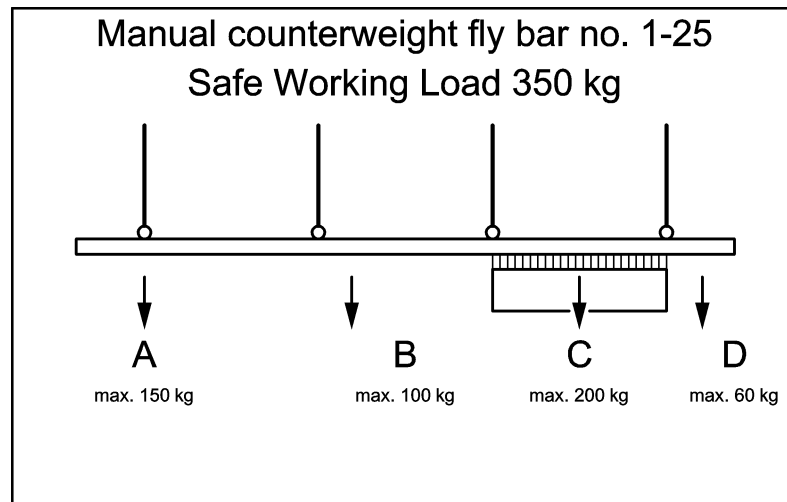 Manual counterweight fly bar no. 1-25
Safe Working Load 350 kg
A B C D
max. 150 kg max. 100 kg max. 200 kg max. 60 kg